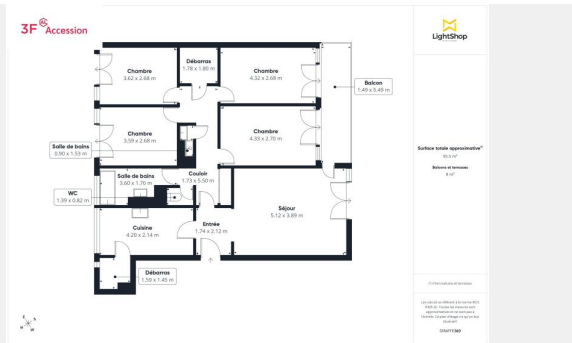 3F Accession
Chambre
3.62 x 2.68 m
Débarras
1.78 x 1.80 m
Chambre
4.32 x 2.68 m
Balcon
1.49 x 5.49 m
Chambre
3.59 x 2.68 m
Chambre
4.33 x 2.70 m
Salle de bains
0.90 x 1.53 m
Salle de bains
3.60 x 1.70 m
Couloir
1.73 x 5.50 m
WC
1.39 x 0.82 m
Séjour
5.12 x 3.89 m
Cuisine
4.20 x 2.14 m
Entrée
1.74 x 2.12 m
Débarras
1.59 x 1.45 m
LightShop
Surface totale approximative
Balcons et terrasses
8 m²
GIRAFFE360